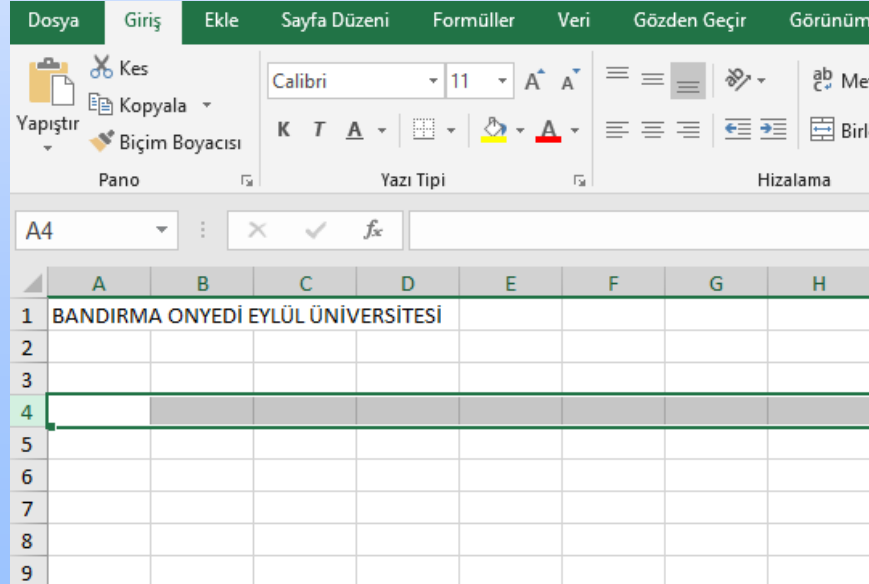 Dosya Giriş Ekle Sayfa Düzeni Formüller Veri Gözden Geçir Görünüm
Kes
Kopyala
Biçim Boyacısı
Yapıştır
Calibri 11 A A ab
K T A A
Pano Yazı Tipi Hizalama
A4 fx
A B C D E F G H
1 BANDIRMA ONYEDİ EYLÜL ÜNİVERSİTESİ
2
3
4
5
6
7
8
9